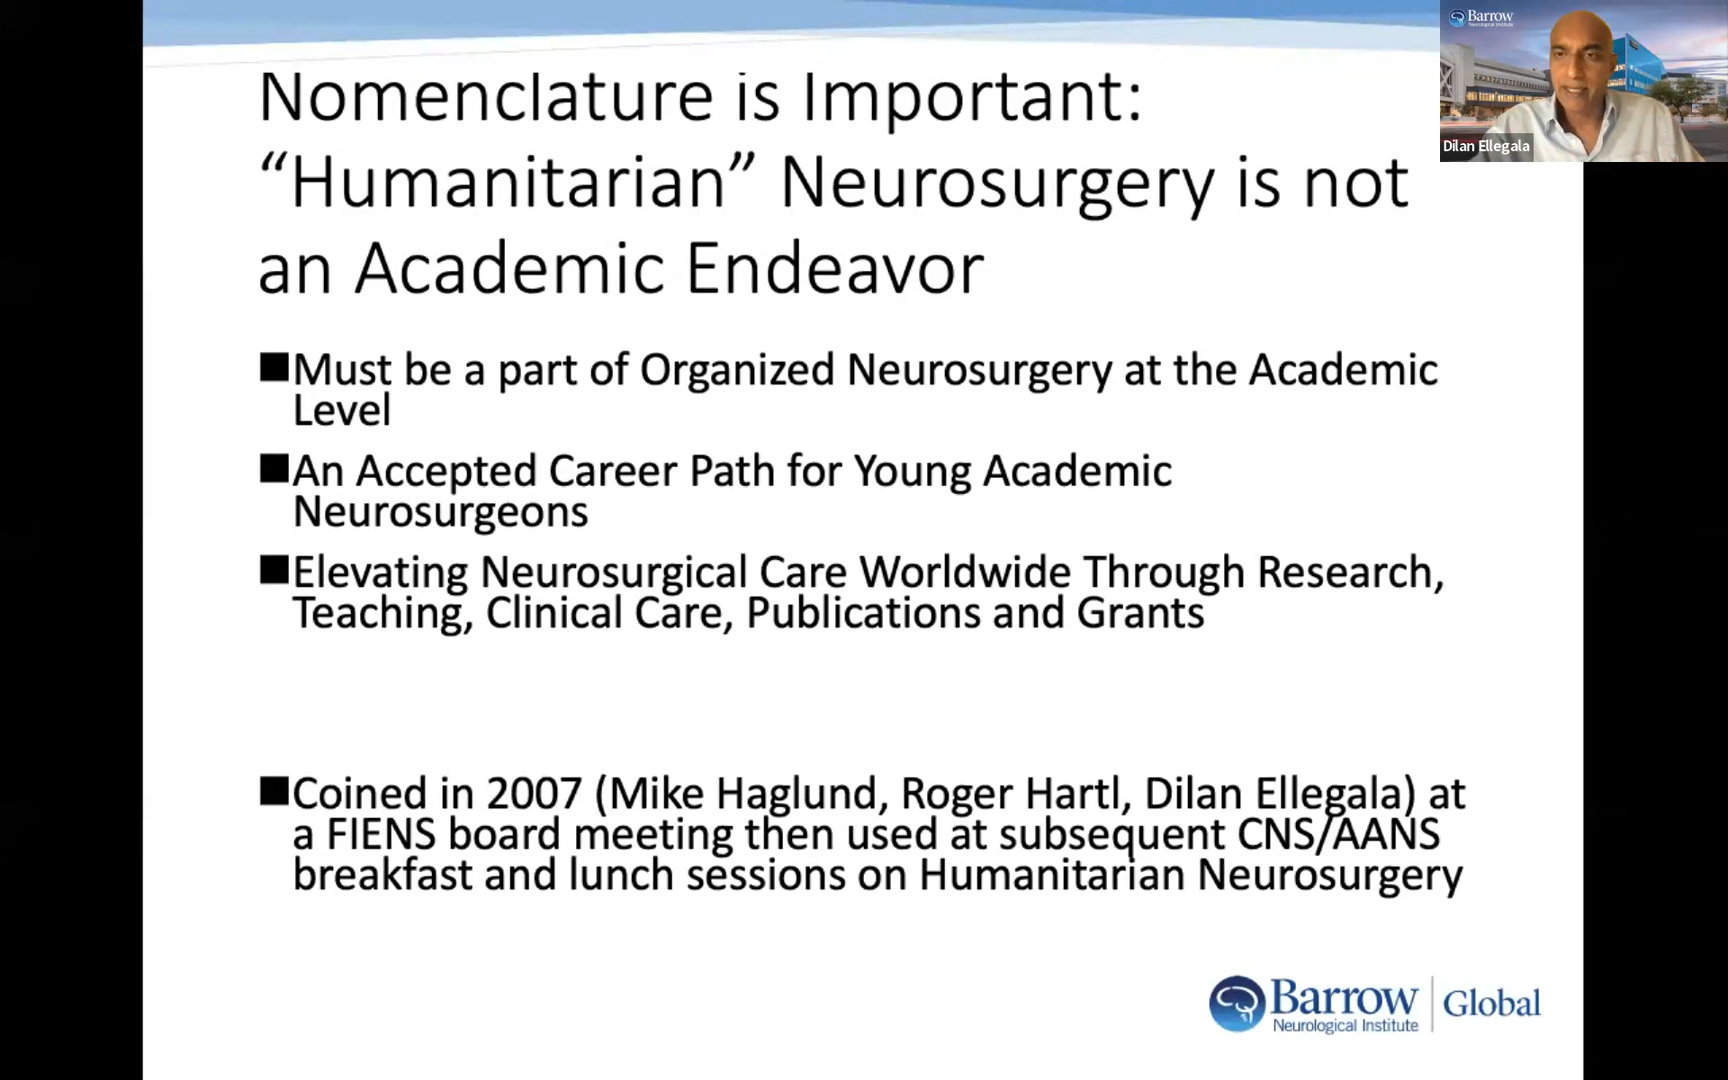 Nomenclature is Important:
“Humanitarian” Neurosurgery is not
an Academic Endeavor
■Must be a part of Organized Neurosurgery at the Academic
Level
■An Accepted Career Path for Young Academic
Neurosurgeons
■Elevating Neurosurgical Care Worldwide Through Research,
Teaching, Clinical Care, Publications and Grants
■Coined in 2007 (Mike Haglund, Roger Hartl, Dilan Ellegala) at
a FIENS board meeting then used at subsequent CNS/AANS
breakfast and lunch sessions on Humanitarian Neurosurgery
Barrow
Neurological Institute
Global
Barrow
Neurological Institute
Dilan Ellegala